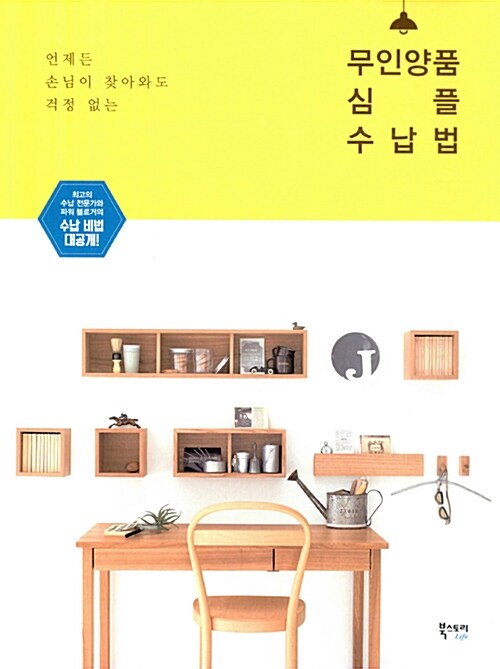 언제든
손님이 찾아와도
걱정 없는
무인양품
심플
수납법
최고의
수납 전문가와
파워 블로거의
수납 비법
대공개!
J
북스토리
Life